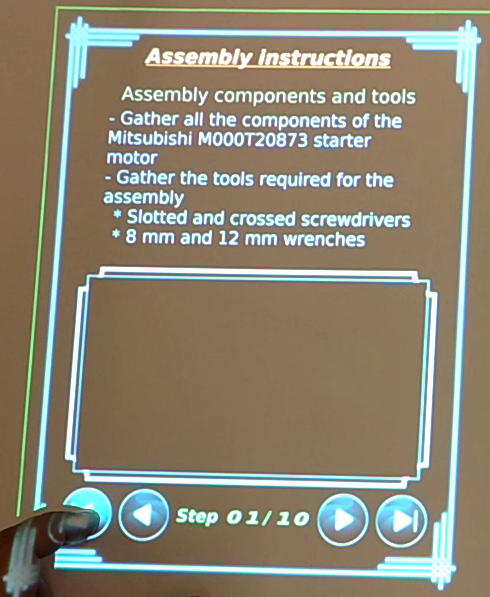 Assembly instructions
Assembly components and tools
- Gather all the components of the
Mitsubishi M000T20873 starter
motor
- Gather the tools required for the
assembly
* Slotted and crossed screwdrivers
* 8 mm and 12 mm wrenches
Step 01/10